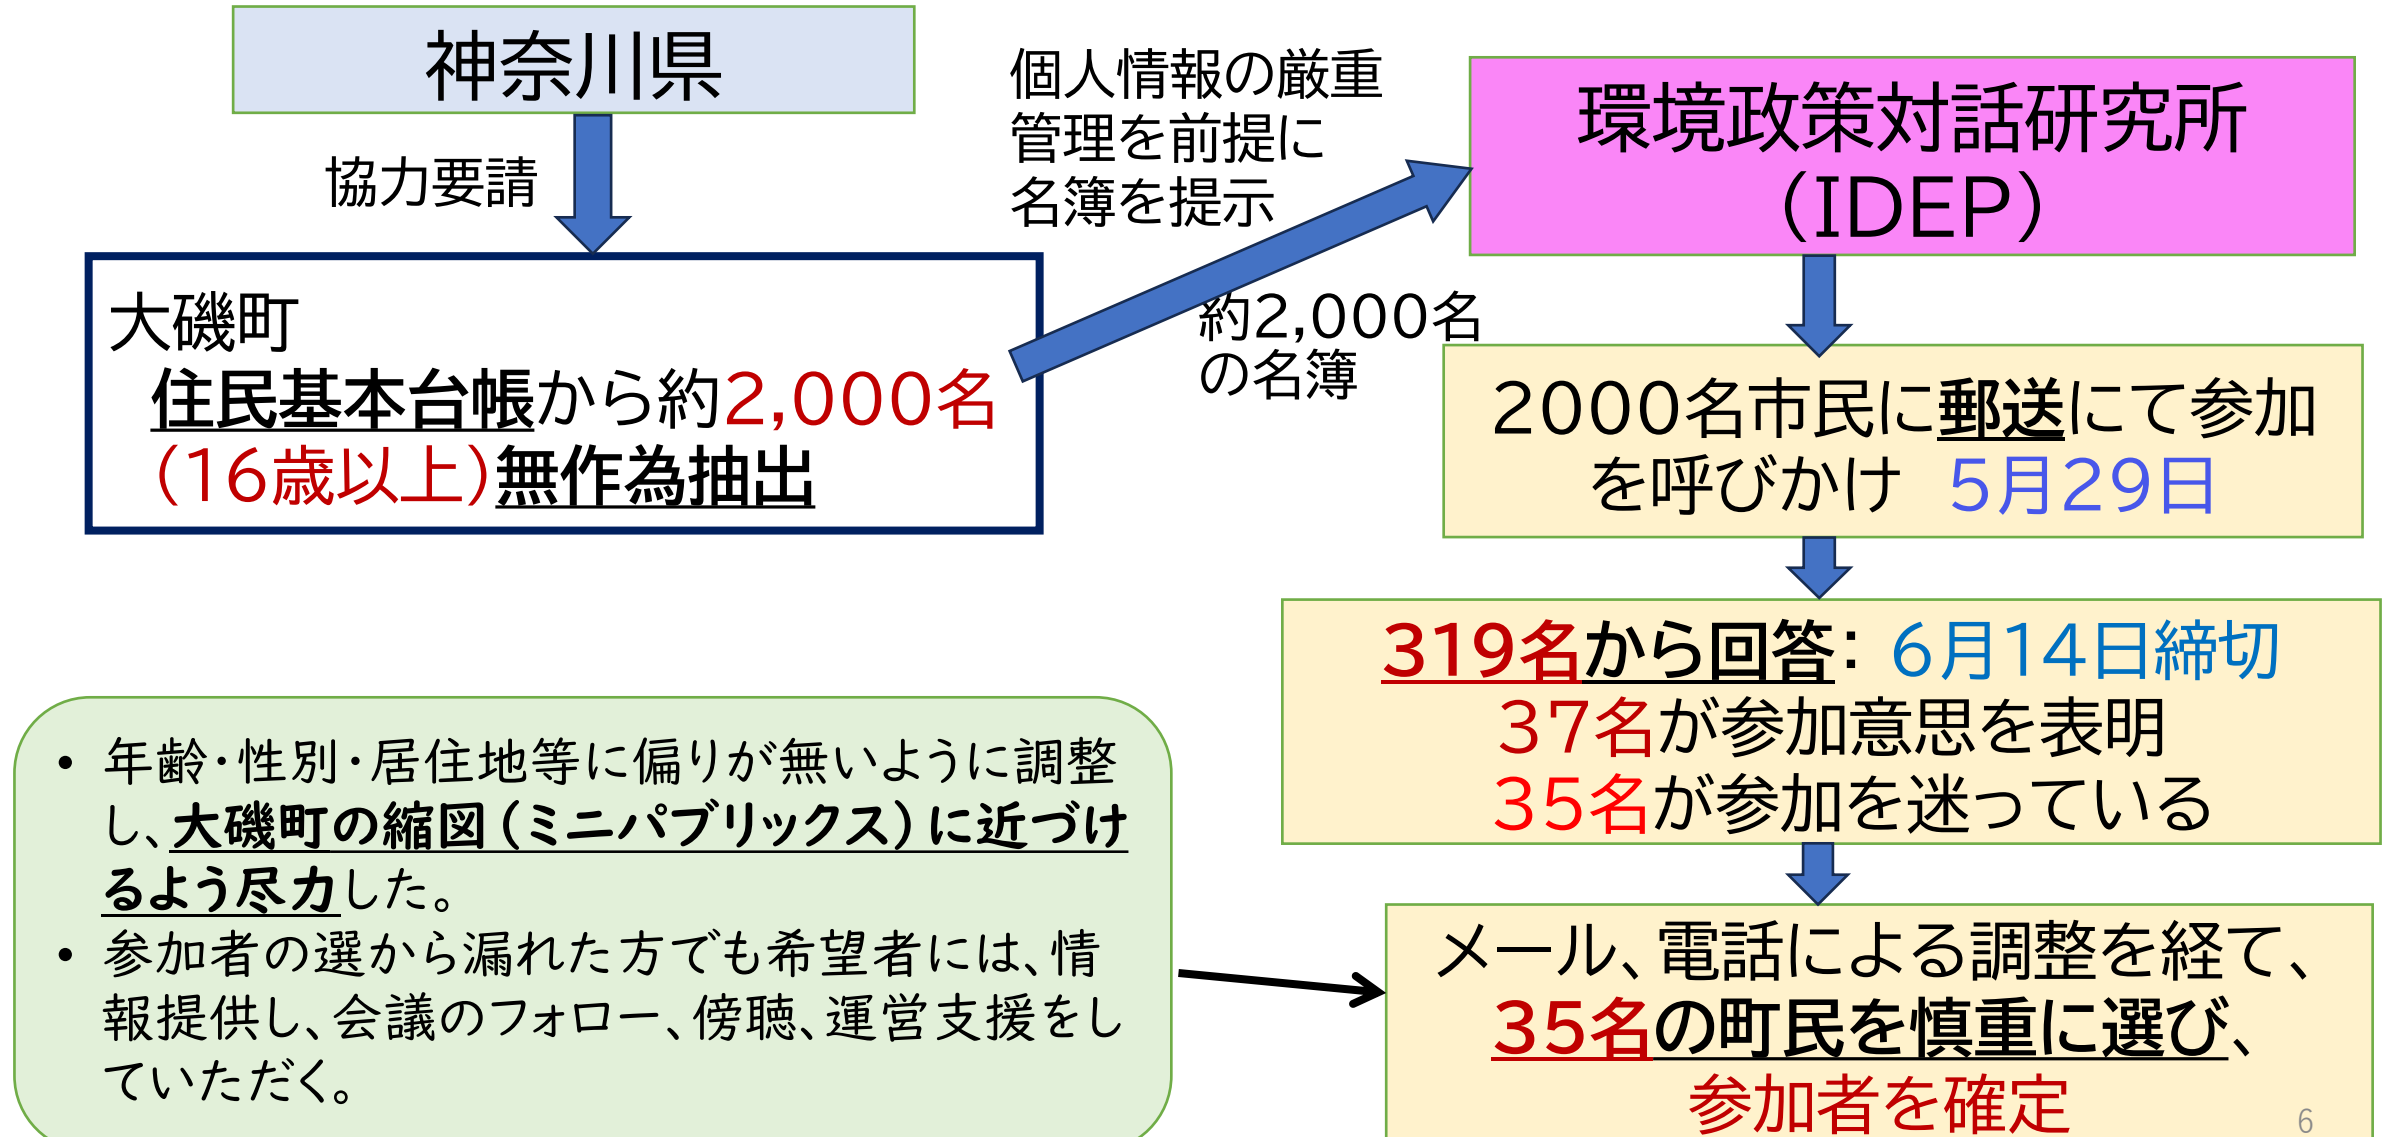 神奈川県
協力要請
大磯町
住民基本台帳から約2,000名
（16歳以上）無作為抽出
個人情報の厳重
管理を前提に
名簿を提示
約2,000名
の名簿
環境政策対話研究所
（IDEP）
2000名市民に郵送にて参加
を呼びかけ　5月29日
319名から回答：6月14日締切
37名が参加意思を表明
35名が参加を迷っている
メール、電話による調整を経て、
35名の町民を慎重に選び、
参加者を確定
• 年齢・性別・居住地等に偏りが無いように調整
し、大磯町の縮図（ミニパブリックス）に近づけ
るよう尽力した。
• 参加者の選から漏れた方でも希望者には、情
報提供し、会議のフォロー、傍聴、運営支援をし
ていただく。
6